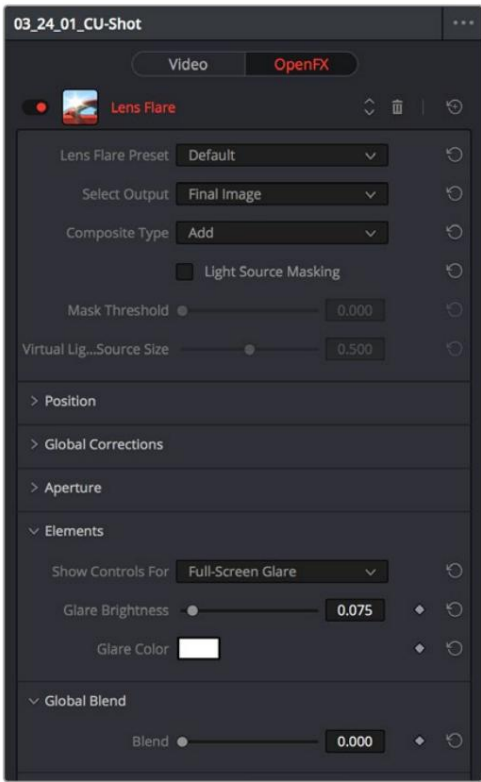 03_24_01_CU-Shot
Video OpenFX
Lens Flare
Lens Flare Preset Default
Select Output Final Image
Composite Type Add
Light Source Masking
Mask Threshold 0.000
Virtual Lig...Source Size 0.500
Position
Global Corrections
Aperture
Elements
Show Controls For Full-Screen Glare
Glare Brightness 0.075
Glare Color
Global Blend
Blend 0.000